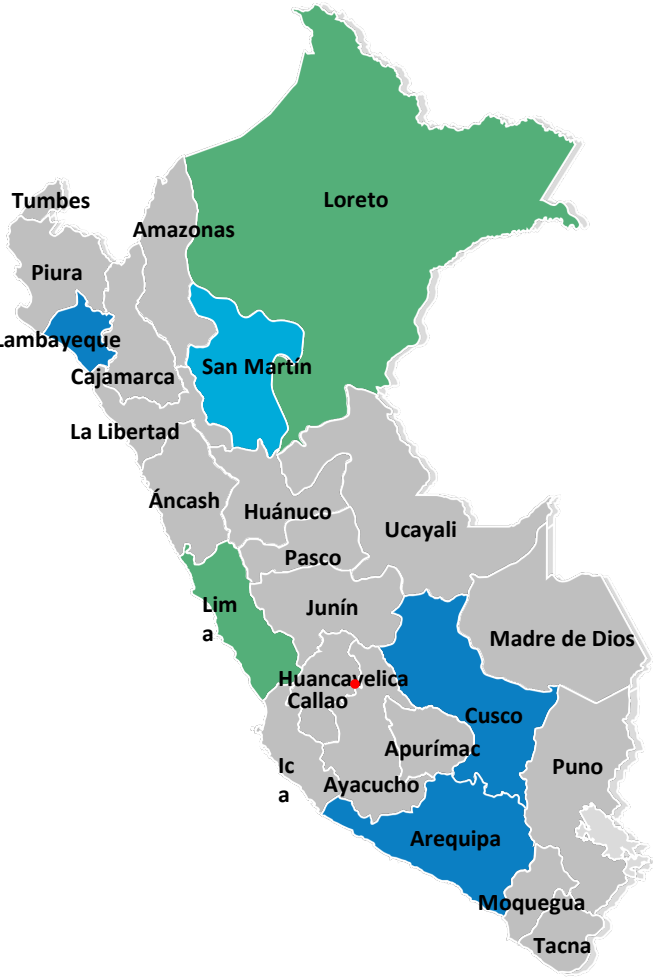 Loreto
Tumbes
Amazonas
Piura
Lambayeque
San Martín
Cajamarca
La Libertad
Áncash
Huánuco
Ucayali
Pasco
Lim
a
Junín
Madre de Dios
Huancavelica
Callao
Cusco
Apurímac
Ic
a
Puno
Ayacucho
Arequipa
Moquegua
Tacna